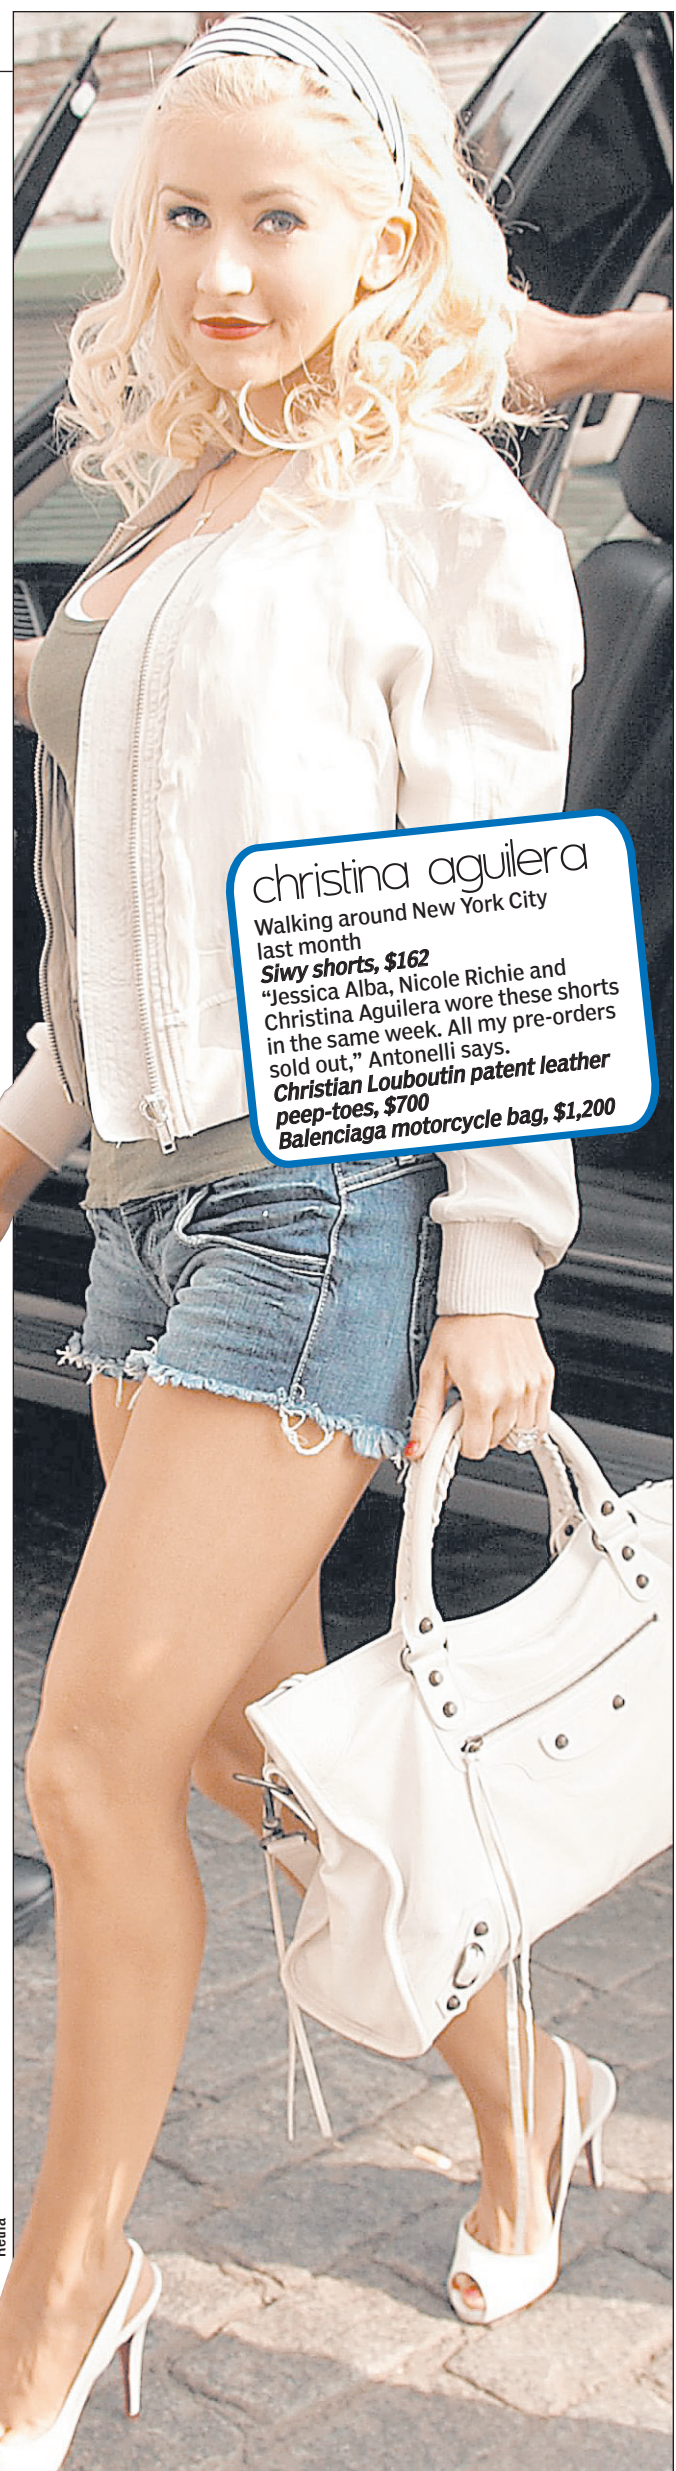 christina aguilera
Walking around New York City
last month
Siwy shorts, $162
“Jessica Alba, Nicole Richie and
Christina Aguilera wore these shorts
in the same week. All my pre-orders
sold out,” Antonelli says.
Christian Louboutin patent leather
peep-toes, $700
Balenciaga motorcycle bag, $1,200